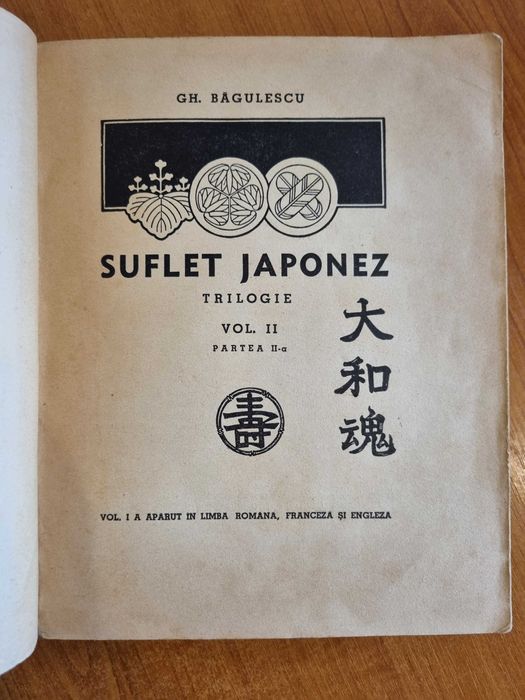 GH. BĂGULESCU
SUFLET JAPONEZ
TRILOGIE
VOL. II
PARTEA II-a
大和魂
壽
VOL. I A APARUT IN LIMBA ROMANA, FRANCEZA ȘI ENGLEZA